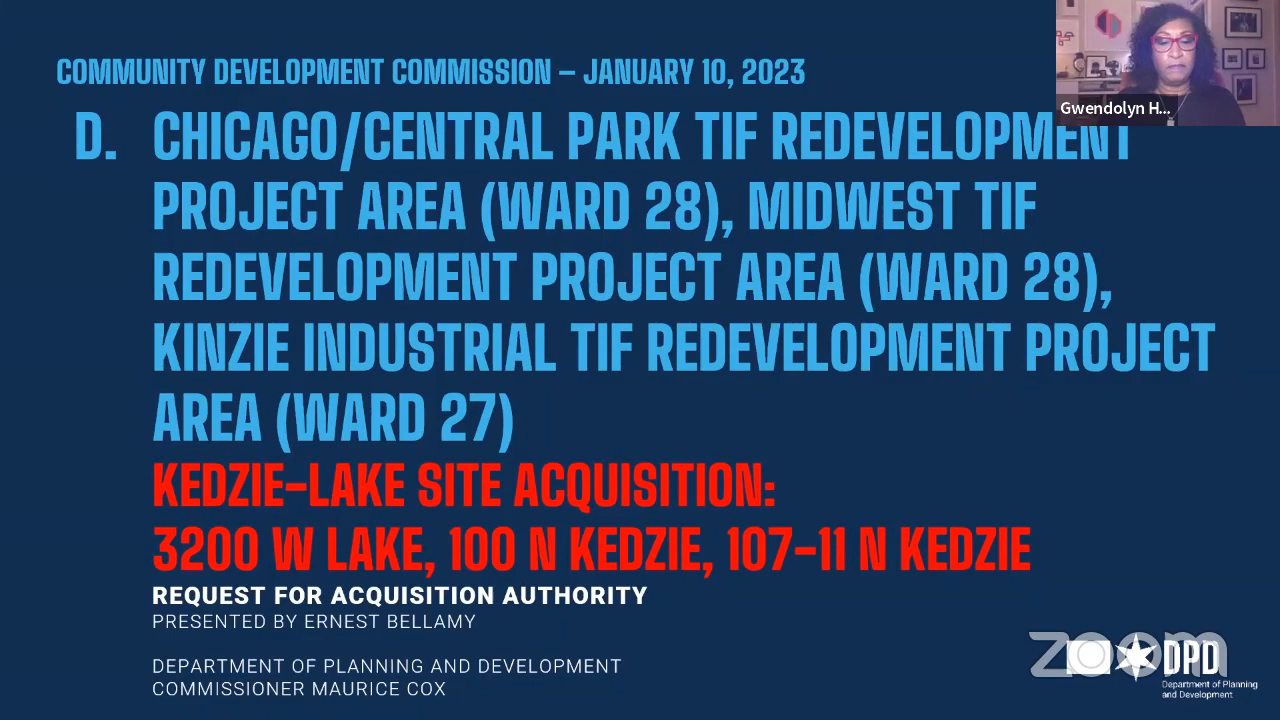 COMMUNITY DEVELOPMENT COMMISSION – JANUARY 10, 2023
Gwendolyn H...
D. CHICAGO/CENTRAL PARK TIF REDEVELOPMENT
PROJECT AREA (WARD 28), MIDWEST TIF
REDEVELOPMENT PROJECT AREA (WARD 28),
KINZIE INDUSTRIAL TIF REDEVELOPMENT PROJECT
AREA (WARD 27)
KEDZIE-LAKE SITE ACQUISITION:
3200 W LAKE, 100 N KEDZIE, 107-11 N KEDZIE
REQUEST FOR ACQUISITION AUTHORITY
PRESENTED BY ERNEST BELLAMY
DEPARTMENT OF PLANNING AND DEVELOPMENT
COMMISSIONER MAURICE COX
zoom
DPD
Department of Planning
and Development